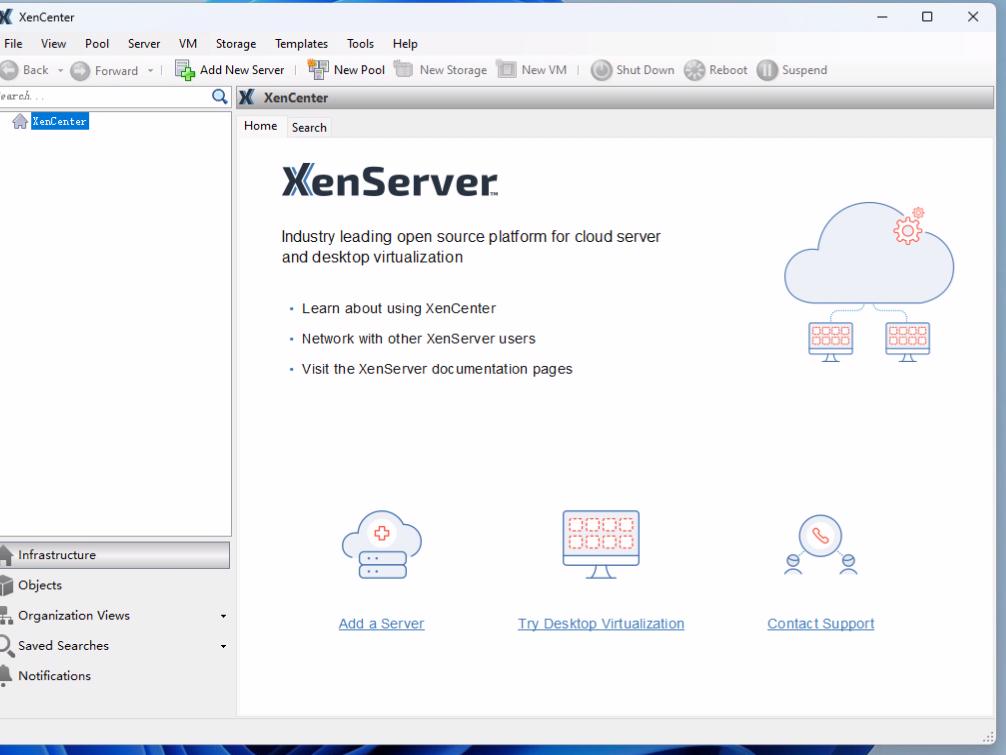 XenCenter
File View Pool Server VM Storage Templates Tools Help
Back Forward Add New Server New Pool New Storage New VM Shut Down Reboot Suspend
earch...
XenCenter
XenCenter
Home Search
XenServer™
Industry leading open source platform for cloud server
and desktop virtualization
• Learn about using XenCenter
• Network with other XenServer users
• Visit the XenServer documentation pages
Add a Server Try Desktop Virtualization Contact Support
Infrastructure
Objects
Organization Views
Saved Searches
Notifications